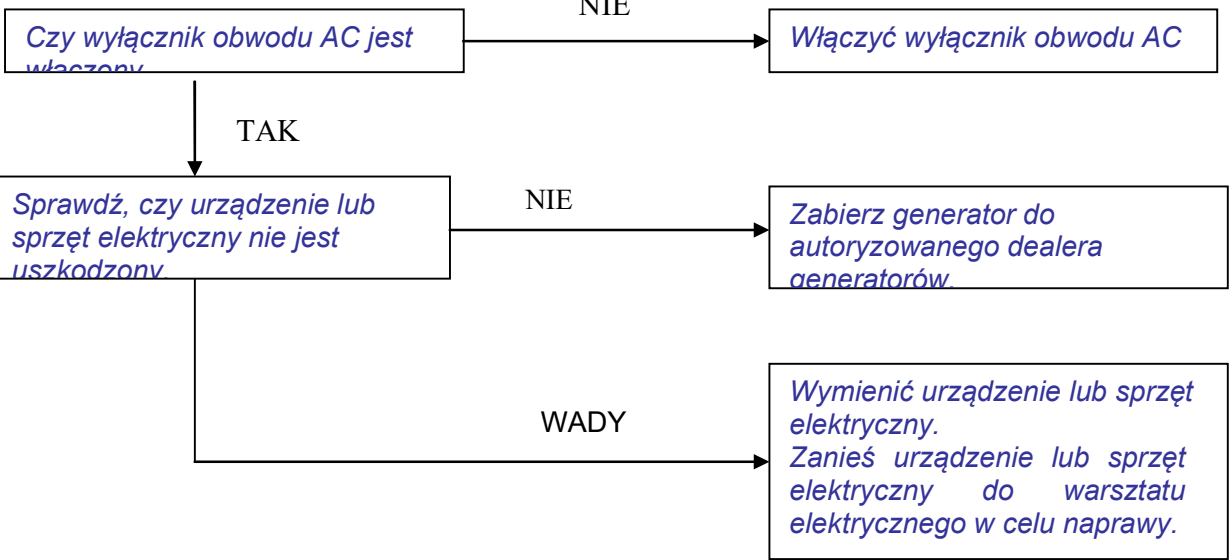 NIE
Czy wyłącznik obwodu AC jest
włączony
Włączyć wyłącznik obwodu AC
TAK
Sprawdź, czy urządzenie lub
sprzęt elektryczny nie jest
uszkodzony.
NIE
Zabierz generator do
autoryzowanego dealera
generatorów.
WADY
Wymienić urządzenie lub sprzęt
elektryczny.
Zanieś urządzenie lub sprzęt
elektryczny do warsztatu
elektrycznego w celu naprawy.